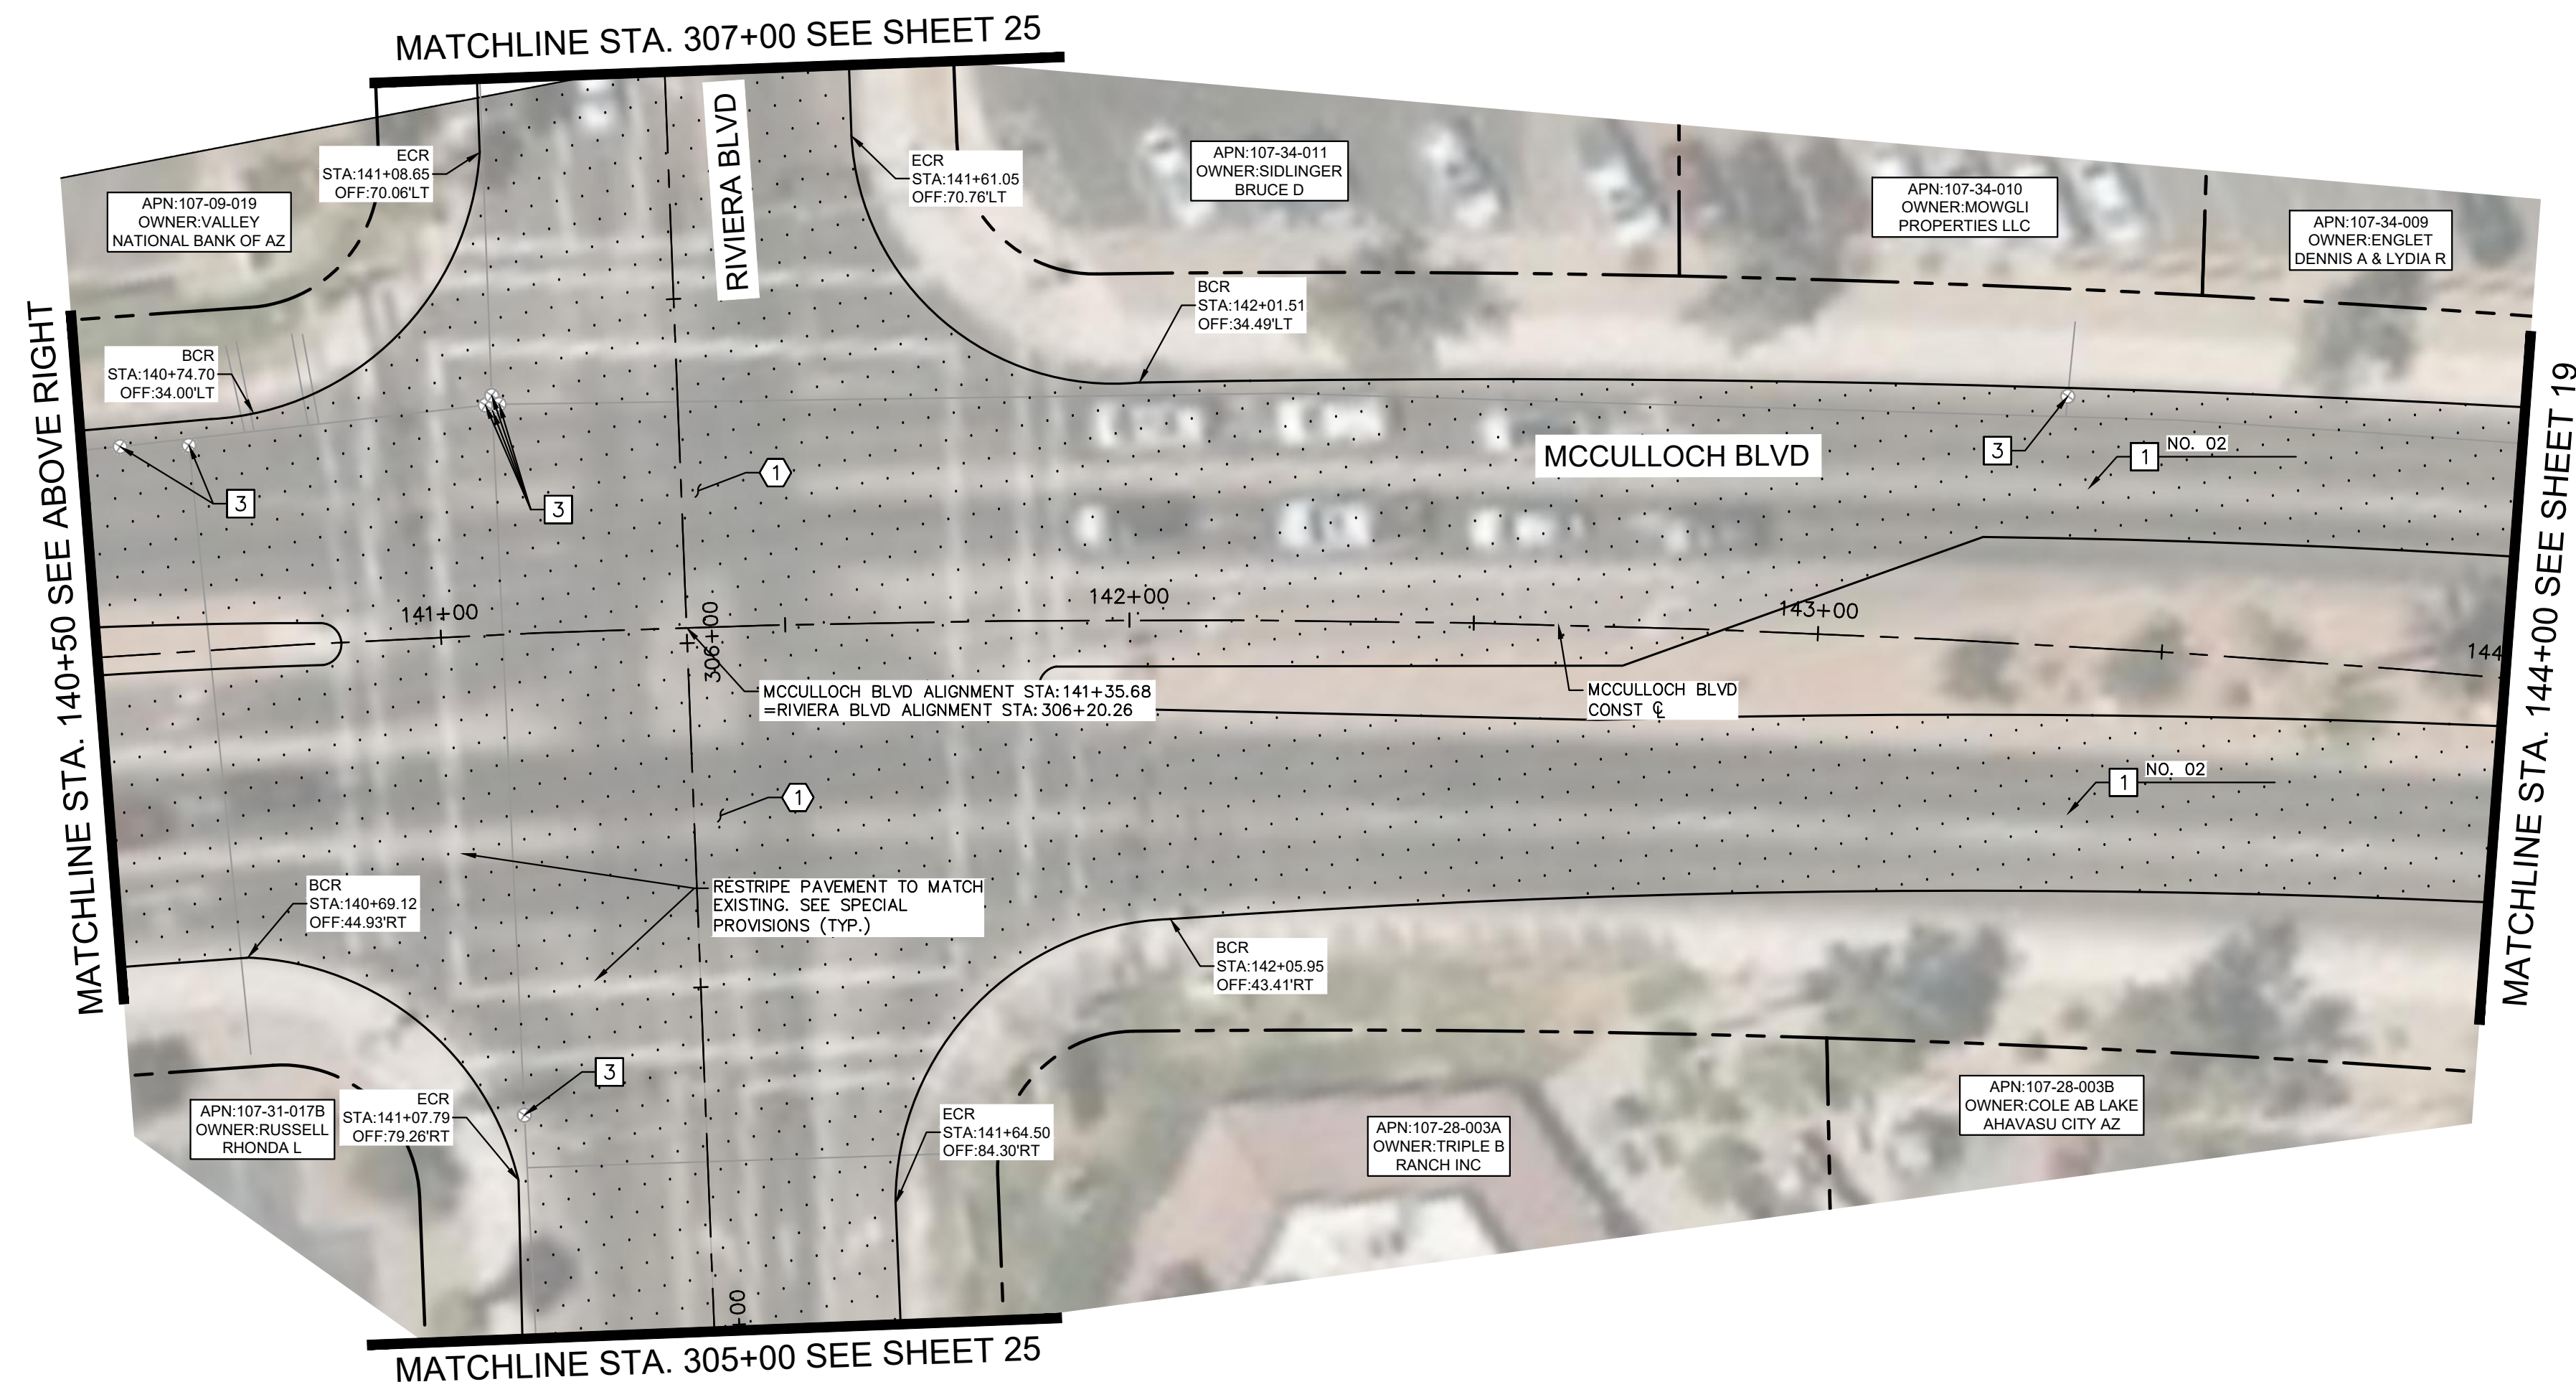 MATCHLINE STA. 307+00 SEE SHEET 25
RIVIERA BLVD
ECR
STA:141+08.65
OFF:70.06'LT
APN:107-09-019
OWNER:VALLEY
NATIONAL BANK OF AZ
ECR
STA:141+61.05
OFF:70.76'LT
APN:107-34-011
OWNER:SIDLINGER
BRUCE D
APN:107-34-010
OWNER:MOWGLI
PROPERTIES LLC
APN:107-34-009
OWNER:ENGLET
DENNIS A & LYDIA R
BCR
STA:142+01.51
OFF:34.49'LT
BCR
STA:140+74.70
OFF:34.00'LT
MATCHLINE STA. 140+50 SEE ABOVE RIGHT
MATCHLINE STA. 144+00 SEE SHEET 19
3
3
1
MCCULLOCH BLVD
3
1
NO. 02
141+00
306+00
142+00
143+00
144
MCCULLOCH BLVD ALIGNMENT STA:141+35.68
=RIVIERA BLVD ALIGNMENT STA:306+20.26
MCCULLOCH BLVD
CONST ℄
1
1
NO. 02
RESTRIPE PAVEMENT TO MATCH
EXISTING. SEE SPECIAL
PROVISIONS (TYP.)
BCR
STA:140+69.12
OFF:44.93'RT
BCR
STA:142+05.95
OFF:43.41'RT
3
APN:107-31-017B
OWNER:RUSSELL
RHONDA L
ECR
STA:141+07.79
OFF:79.26'RT
ECR
STA:141+64.50
OFF:84.30'RT
APN:107-28-003A
OWNER:TRIPLE B
RANCH INC
APN:107-28-003B
OWNER:COLE AB LAKE
AHAVASU CITY AZ
+00
MATCHLINE STA. 305+00 SEE SHEET 25